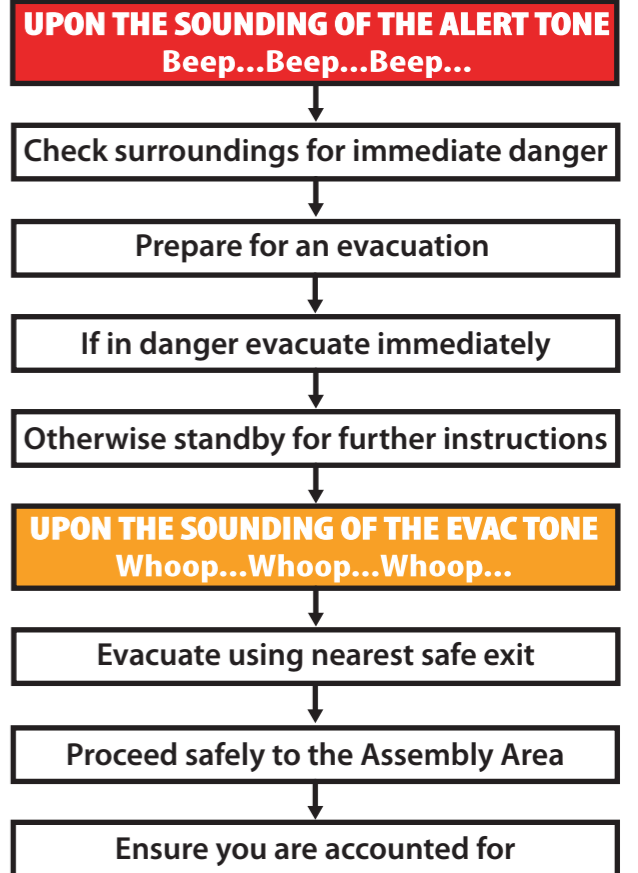 UPON THE SOUNDING OF THE ALERT TONE
Beep...Beep...Beep...
Check surroundings for immediate danger
Prepare for an evacuation
If in danger evacuate immediately
Otherwise standby for further instructions
UPON THE SOUNDING OF THE EVAC TONE
Whoop...Whoop...Whoop...
Evacuate using nearest safe exit
Proceed safely to the Assembly Area
Ensure you are accounted for